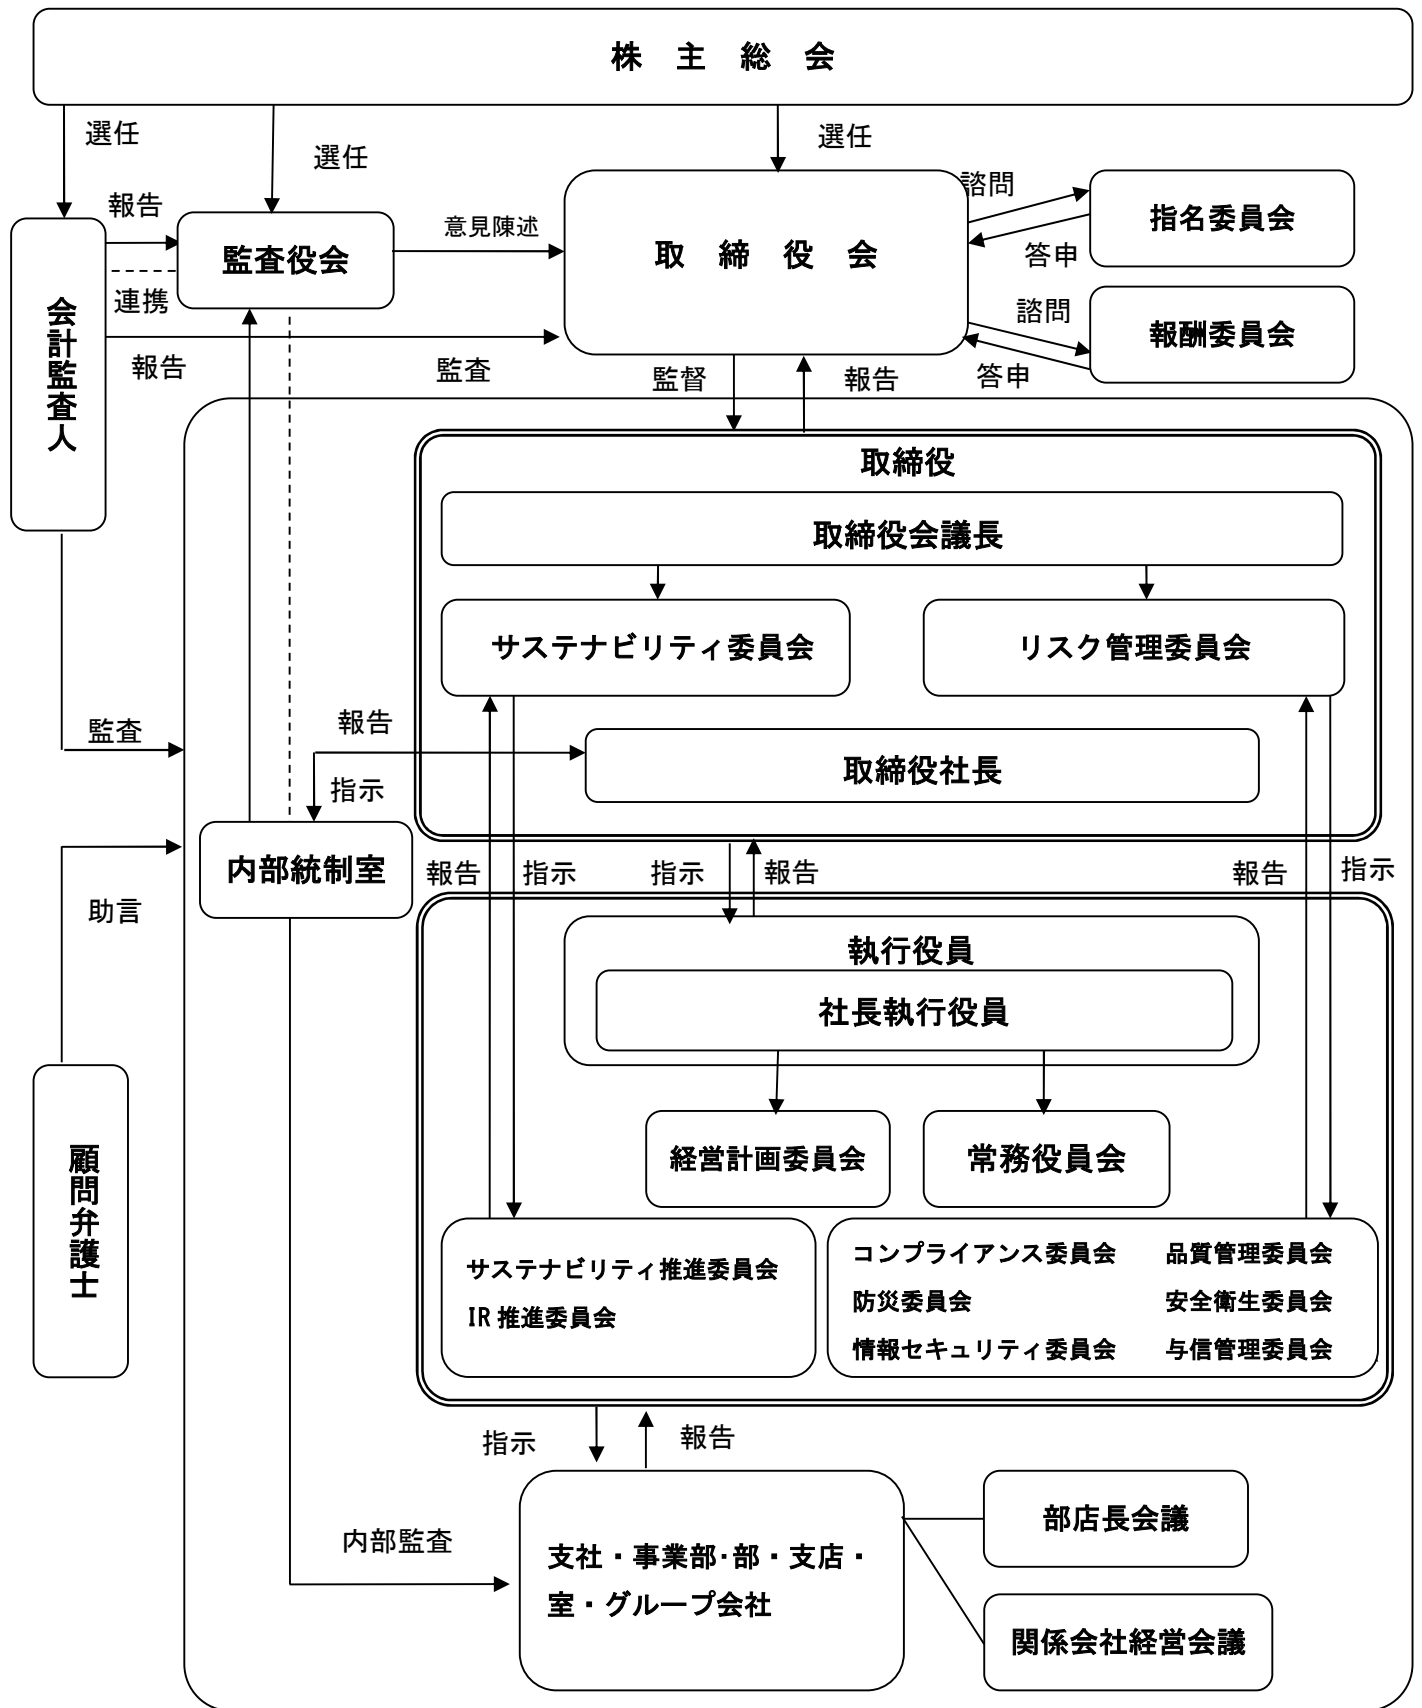 株　主　総　会
選任
選任
選任
報告
諮問
指名委員会
監査役会
意見陳述
取　締　役　会
答申
連携
会計監査人
諮問
報酬委員会
報告
監査
監督
報告
答申
取締役
取締役会議長
サステナビリティ委員会
リスク管理委員会
監査
報告
取締役社長
指示
内部統制室
報告
指示
指示
報告
報告
指示
助言
執行役員
社長執行役員
顧問弁護士
経営計画委員会
常務役員会
サステナビリティ推進委員会
IR 推進委員会
コンプライアンス委員会　品質管理委員会
防災委員会　安全衛生委員会
情報セキュリティ委員会　与信管理委員会
指示
報告
内部監査
支社・事業部・部・支店・
室・グループ会社
部店長会議
関係会社経営会議